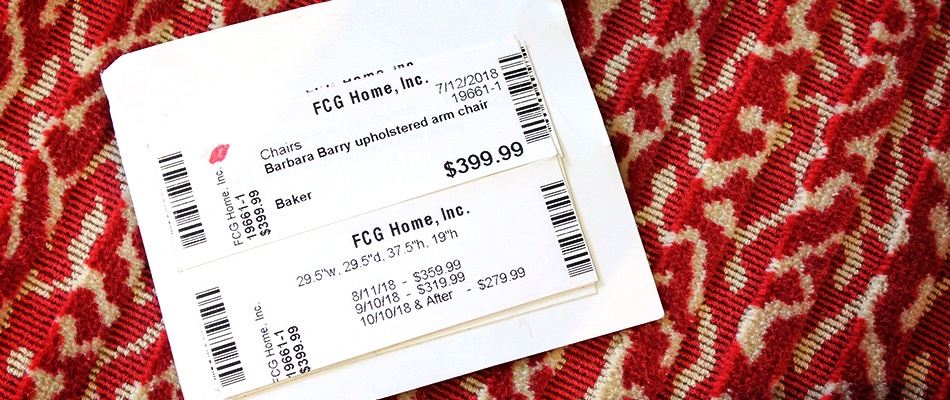 FCG Home, Inc.
7/12/2018
19661-1
Chairs
Barbara Barry upholstered arm chair
$399.99
Baker
FCG Home, Inc.
19661-1
$399.99
FCG Home, Inc.
29.5"w, 29.5"d, 37.5"h, 19"h
8/11/18 - $359.99
9/10/18 - $319.99
10/10/18 & After - $279.99
FCG Home, Inc.
19661-1
$399.99